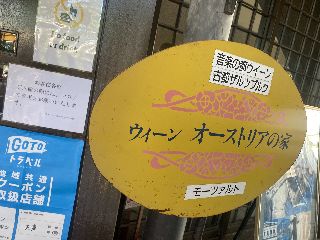 音楽の都ウィーン
古都ザルツブルク
ウィーン オーストリアの家
モーツァルト
GoTo
トラベル
地域共通
クーポン
取扱店舗